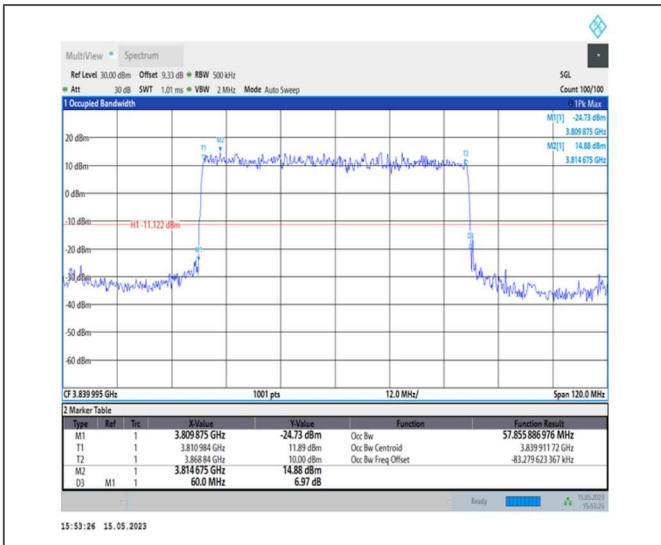 MultiView Spectrum
Ref Level 30.00 dBm Offset 9.33 dB RBW 500 kHz SGL
Att 30 dB SWT 1.01 ms VBW 2 MHz Mode Auto Sweep Count 100/100
1 Occupied Bandwidth 1Pk Max
M1[1] -24.73 dBm
3.809 875 GHz
M2[1] 14.88 dBm
3.814 675 GHz
20 dBm
M2
T1
T2
10 dBm
0 dBm
-10 dBm
H1 -11.122 dBm
D3
-20 dBm
M1
-30 dBm
-40 dBm
-50 dBm
-60 dBm
CF 3.839 995 GHz 1001 pts 12.0 MHz/ Span 120.0 MHz
2 Marker Table
Type Ref Trc X-Value Y-Value Function Function Result
M1 1 3.809 875 GHz -24.73 dBm Occ Bw 57.855 886 976 MHz
T1 1 3.810 984 GHz 11.89 dBm Occ Bw Centroid 3.839 911 72 GHz
T2 1 3.868 84 GHz 10.00 dBm Occ Bw Freq Offset -83.279 623 367 kHz
M2 1 3.814 675 GHz 14.88 dBm
D3 M1 1 60.0 MHz 6.97 dB
Ready 15.05.2023
15:53:25
15:53:26 15.05.2023